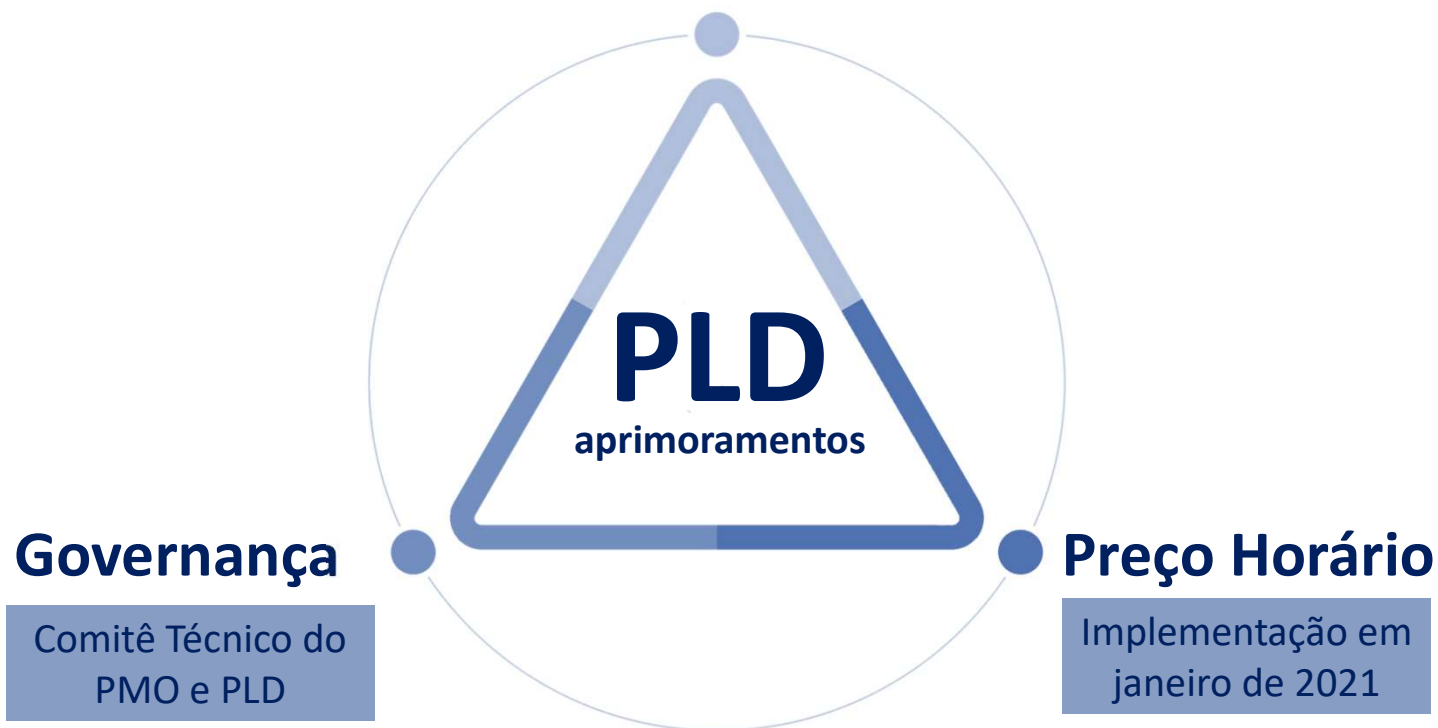 PLD
aprimoramentos
Governança
Comitê Técnico do
PMO e PLD
Preço Horário
Implementação em
janeiro de 2021